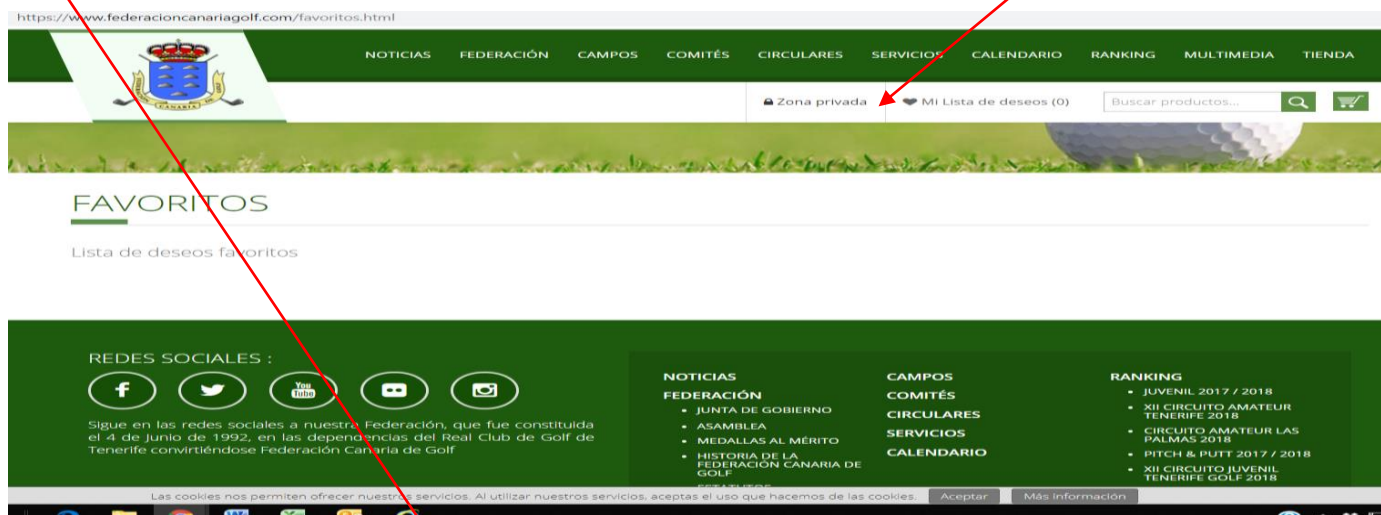 https://www.federacioncanariagolf.com/favoritos.html
NOTICIAS FEDERACIÓN CAMPOS COMITÉS CIRCULARES SERVICIOS CALENDARIO RANKING MULTIMEDIA TIENDA
Zona privada Mi Lista de deseos (0) Buscar productos...
FAVORITOS
Lista de deseos favoritos
REDES SOCIALES :
You Tube
Sigue en las redes sociales a nuestra Federación, que fue constituida
el 4 de Junio de 1992, en las dependencias del Real Club de Golf de
Tenerife convirtiéndose Federación Canaria de Golf
NOTICIAS
FEDERACIÓN
JUNTA DE GOBIERNO
ASAMBLEA
MEDALLAS AL MÉRITO
HISTORIA DE LA
FEDERACIÓN CANARIA DE
GOLF
ESTATUTOS
CAMPOS
COMITÉS
CIRCULARES
SERVICIOS
CALENDARIO
RANKING
JUVENIL 2017 / 2018
XII CIRCUITO AMATEUR
TENERIFE 2018
CIRCUITO AMATEUR LAS
PALMAS 2018
PITCH & PUTT 2017 / 2018
XII CIRCUITO JUVENIL
TENERIFE GOLF 2018
Las cookies nos permiten ofrecer nuestros servicios. Al utilizar nuestros servicios, aceptas el uso que hacemos de las cookies. Aceptar Más Información